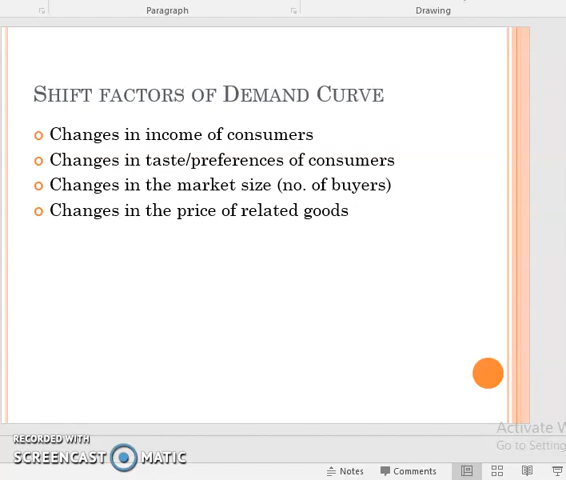 Paragraph
Drawing
SHIFT FACTORS OF DEMAND CURVE
Changes in income of consumers
Changes in taste/preferences of consumers
Changes in the market size (no. of buyers)
Changes in the price of related goods
Activate W
Go to Setting
RECORDED WITH
SCREENCAST MATIC
Notes
Comments